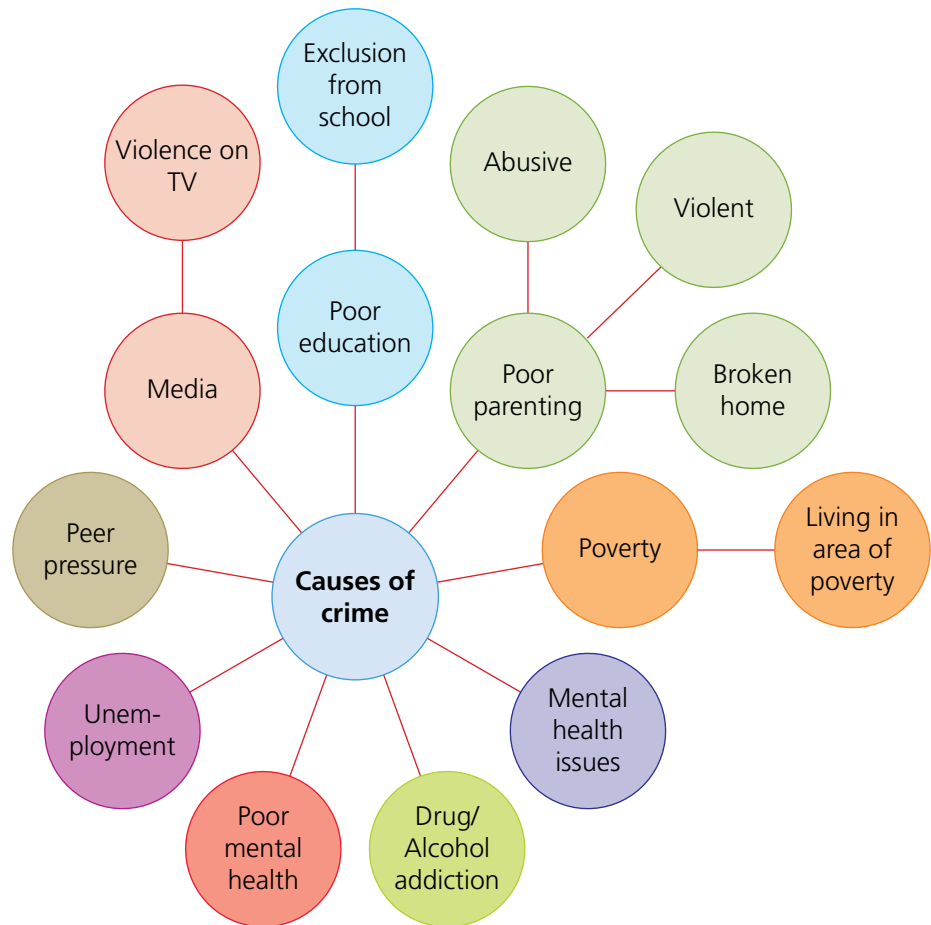 Exclusion
from
school
Violence on
TV
Abusive
Violent
Poor
education
Media
Poor
parenting
Broken
home
Peer
pressure
Causes of
crime
Poverty
Living in
area of
poverty
Unem-
ployment
Mental
health
issues
Poor
mental
health
Drug/
Alcohol
addiction